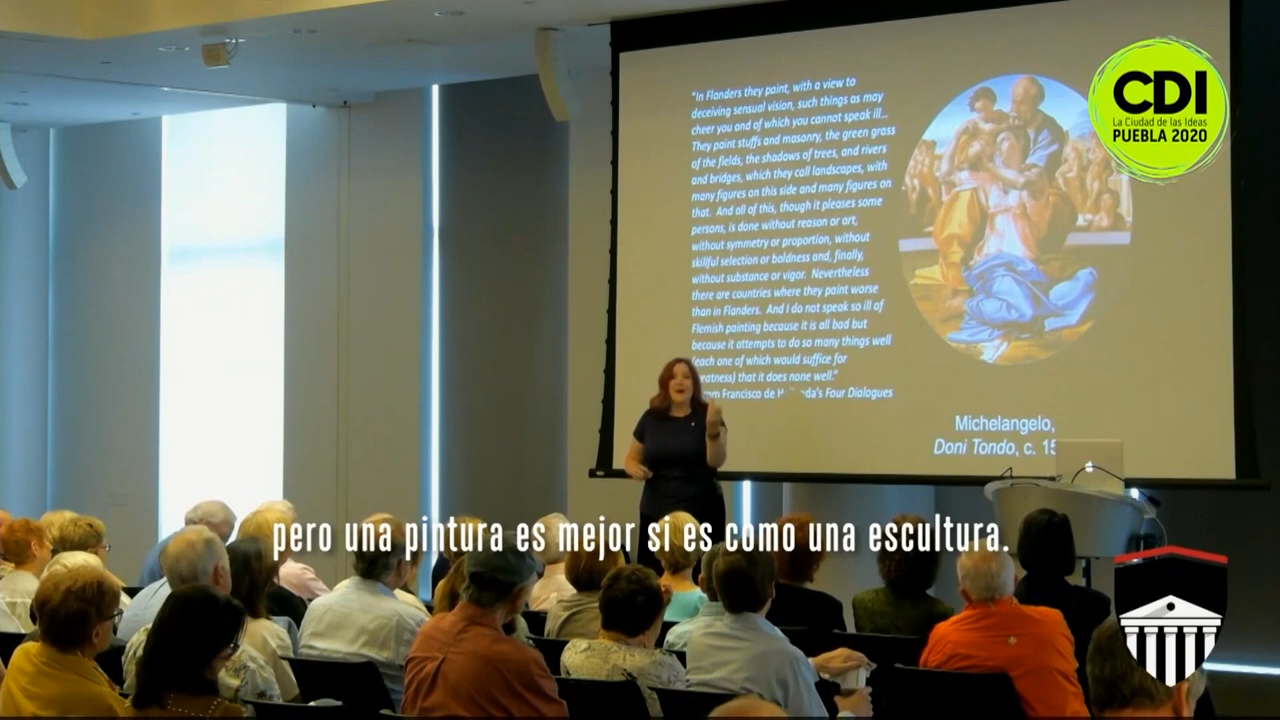 "In Flanders they paint, with a view to
deceiving sensual vision, such things as may
cheer you and of which you cannot speak ill...
They paint stuffs and masonry, the green grass
of the fields, the shadows of trees, and rivers
and bridges, which they call landscapes, with
many figures on this side and many figures on
that. And all of this, though it pleases some
persons, is done without reason or art,
without symmetry or proportion, without
skillful selection or boldness and, finally,
without substance or vigor. Nevertheless
there are countries where they paint worse
than in Flanders. And I do not speak so ill of
Flemish painting because it is all bad but
because it attempts to do so many things well
(each one of which would suffice for
that it does none well."
Francisco de Four Dialogues
Michelangelo,
Doni Tondo, c. 15
CDI
La Ciudad de las Ideas
PUEBLA 2020
pero una pintura es mejor si es como una escultura.